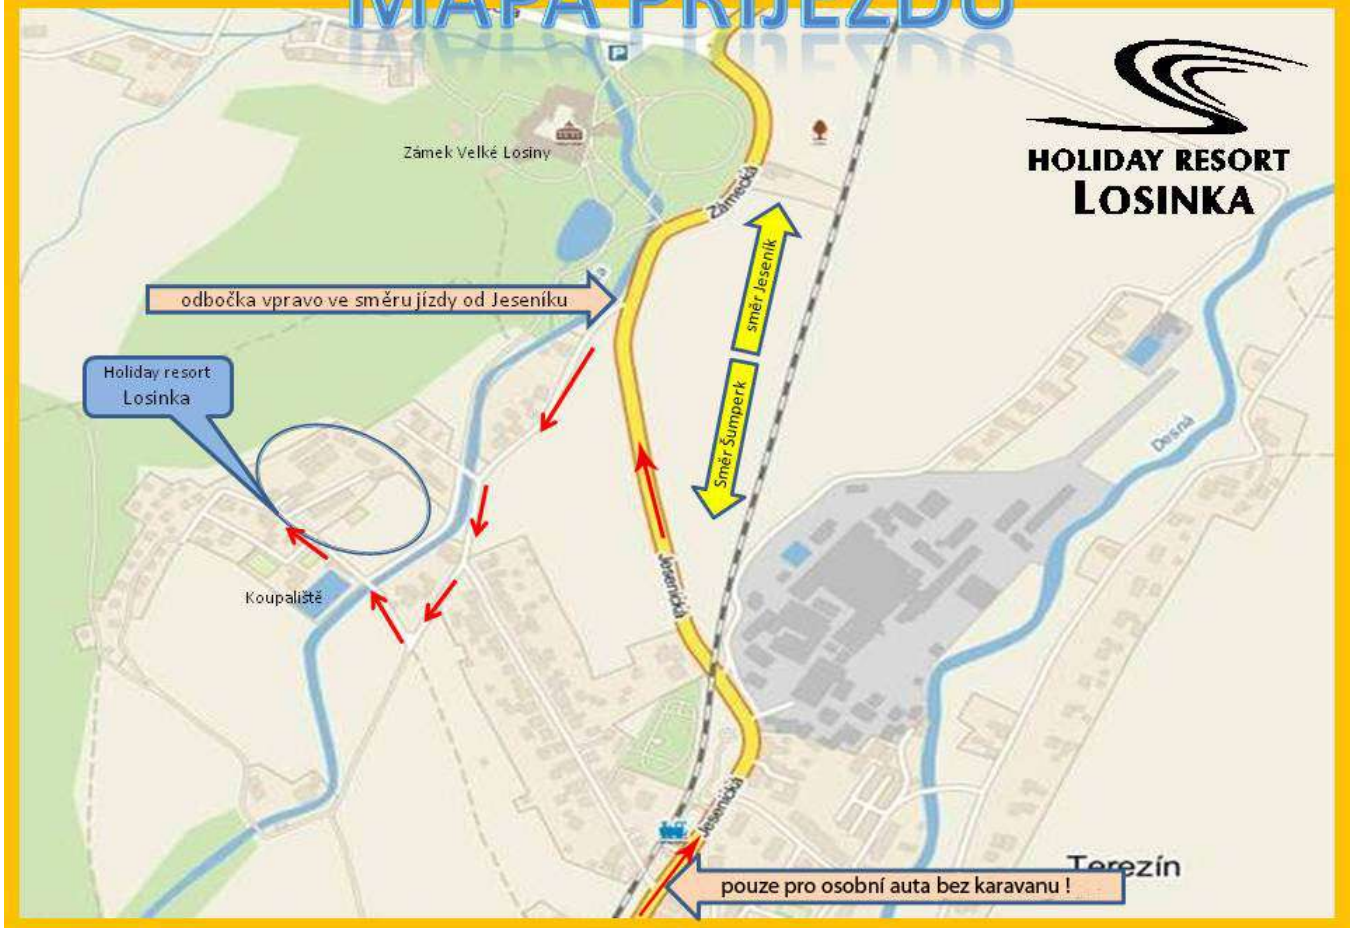 MAPA PŘÍJEZDU
HOLIDAY RESORT
LOSINKA
Zámek Velké Losiny
Zámecká
směr Jeseník
odbočka vpravo ve směru jízdy od Jeseníku
Holiday resort
Losinka
Směr Šumperk
Desná
Jesenická
Koupaliště
Jesenická
Terezín
pouze pro osobní auta bez karavanu !